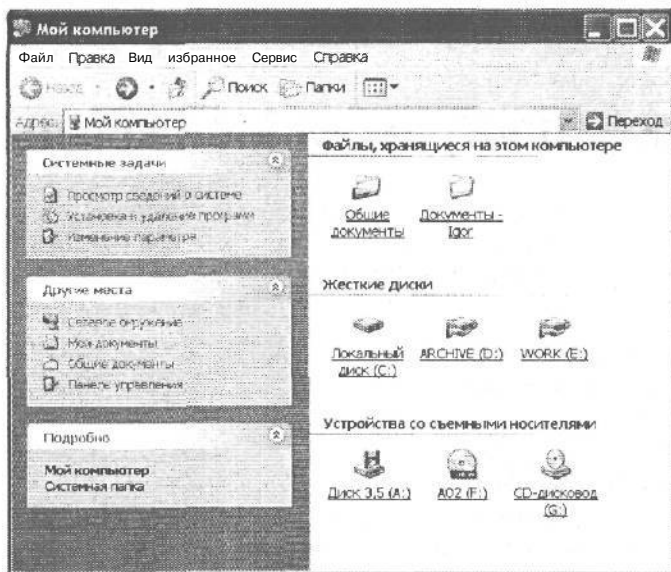 Мой компьютер
Файл Правка Вид избранное Сервис Справка
Назад Поиск Папки
Адрес: Мой компьютер Переход
Системные задачи
Просмотр сведений о системе
Установка и удаление программ
Изменение параметра
Другие места
Сетевое окружение
Мои документы
Общие документы
Панель управления
Подробно
Мой компьютер
Системная папка
Файлы, хранящиеся на этом компьютере
Общие документы
Документы - Igor
Жесткие диски
Локальный диск (C:)
ARCHIVE (D:)
WORK (E:)
Устройства со съемными носителями
Диск 3,5 (A:)
AO2 (F:)
CD-дисковод (G:)